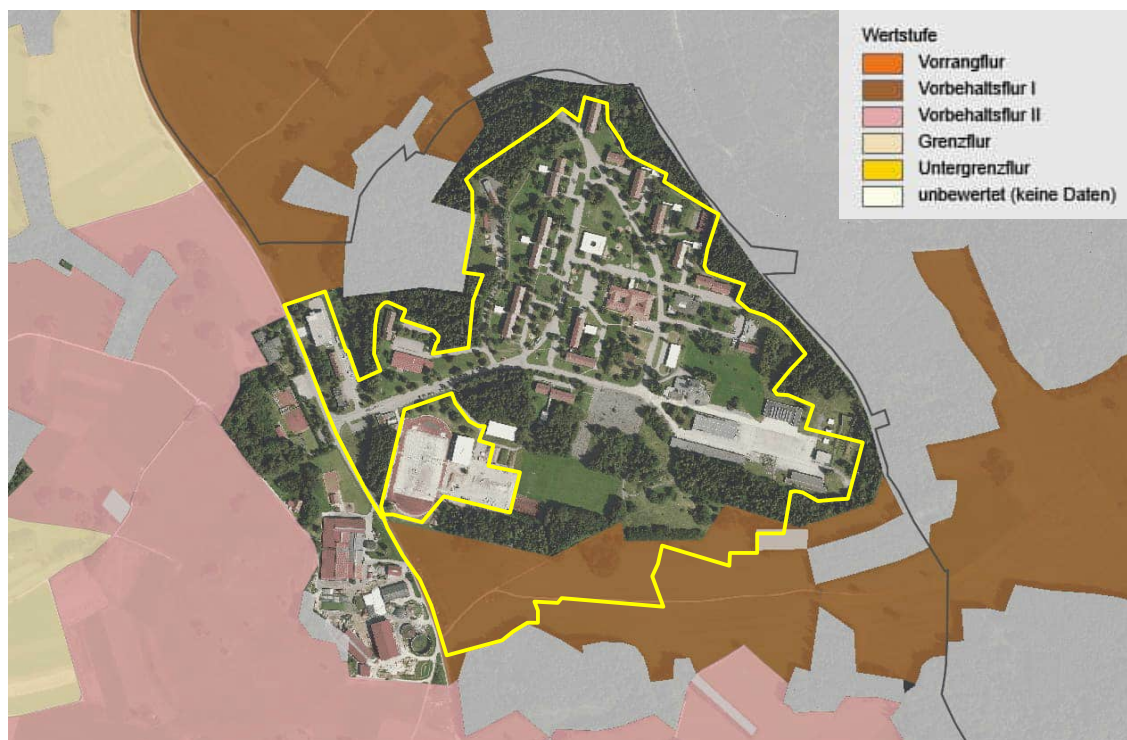 Wertstufe
Vorrangflur
Vorbehaltsflur I
Vorbehaltsflur II
Grenzflur
Untergrenzflur
unbewertet (keine Daten)